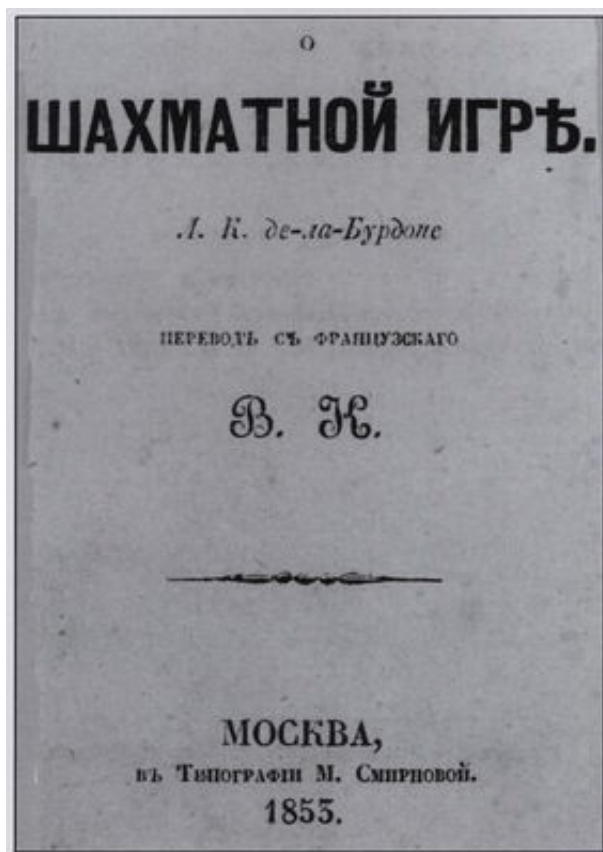 О
ШАХМАТНОЙ ИГРѢ.
Л. К. де-ла-Бурдоне
ПЕРЕВОДЪ СЪ ФРАНЦУЗСКАГО
В. К.
МОСКВА,
въ Типографіи М. Смирновой.
1853.